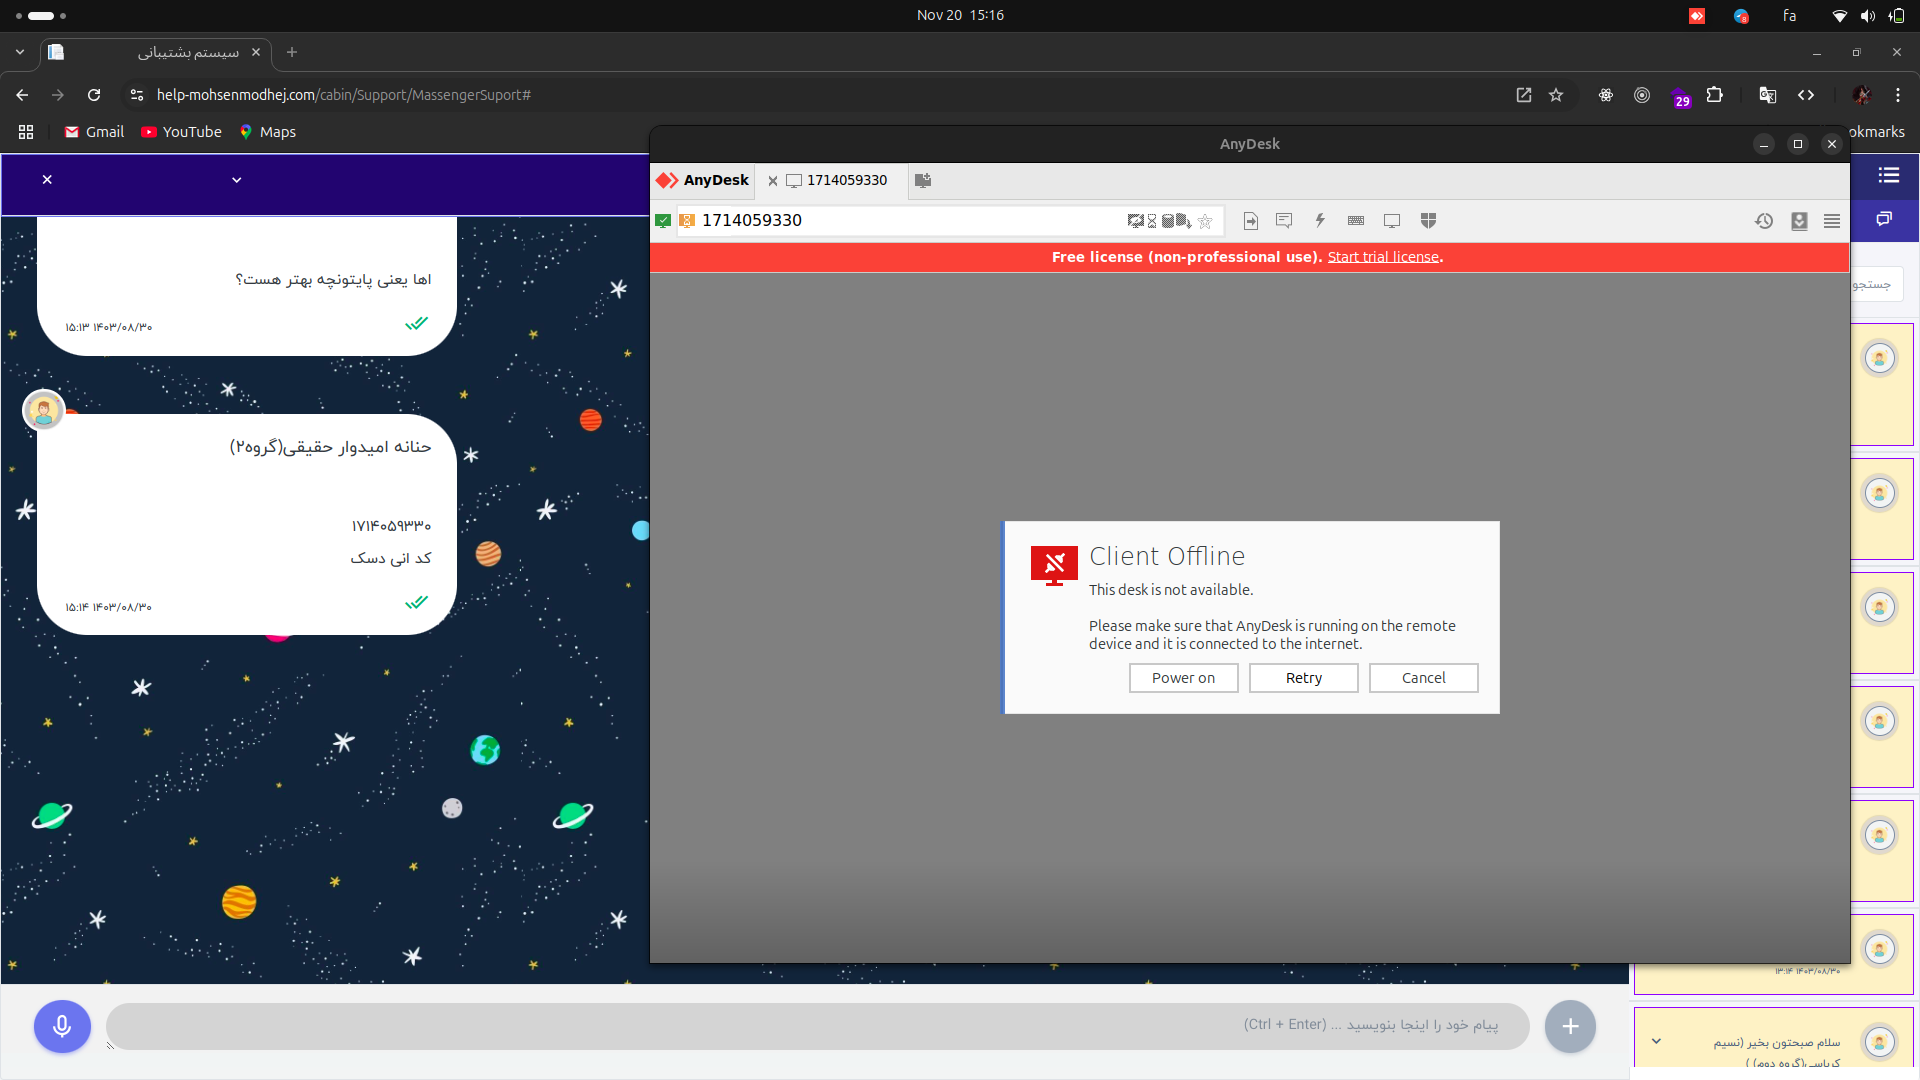 Nov 20 15:16
fa
سیستم پشتیبانی
help-mohsenmodhej.com/cabin/Support/MassengerSuport#
29
Gmail
YouTube
Maps
okmarks
AnyDesk
AnyDesk
1714059330
1714059330
Free license (non-professional use). Start trial license.
جستجو
اها یعنی پایتونچه بهتر هست؟
۱۴۰۳/۰۸/۳۰ ۱۵:۱۳
حنانه امیدوار حقیقی(گروه۲)
۱۷۱۴۰۵۹۳۳۰
کد انی دسک
۱۴۰۳/۰۸/۳۰ ۱۵:۱۴
Client Offline
This desk is not available.
Please make sure that AnyDesk is running on the remote
device and it is connected to the internet.
Power on
Retry
Cancel
۱۴۰۳/۰۸/۳۰ ۱۳:۱۴
سلام صبحتون بخیر (نسیم
کرباسی(گروه دوم) )
پیام خود را اینجا بنویسید ... (Ctrl + Enter)